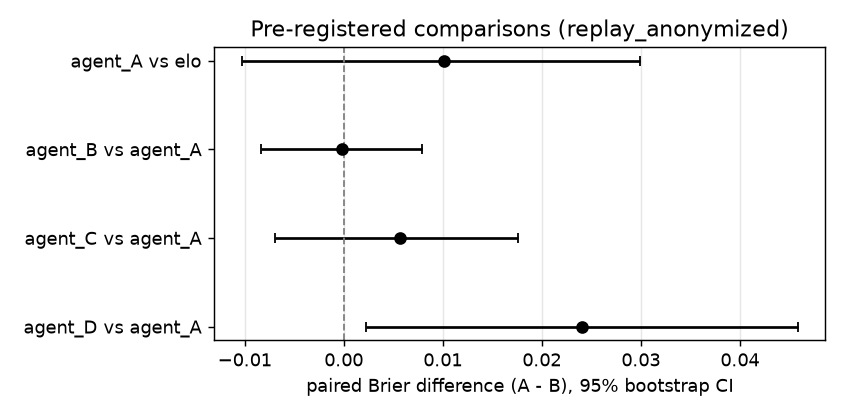 Pre-registered comparisons (replay_anonymized)
agent_A vs elo
agent_B vs agent_A
agent_C vs agent_A
agent_D vs agent_A
−0.01 0.00 0.01 0.02 0.03 0.04
paired Brier difference (A - B), 95% bootstrap CI